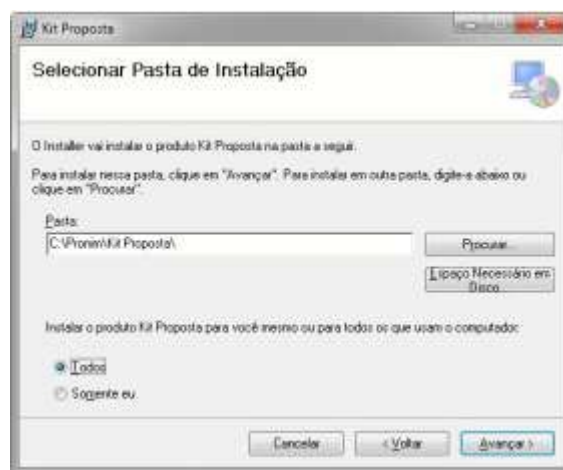 Kit Proposta
Selecionar Pasta de Instalação
O Installer vai instalar o produto Kit Proposta na pasta a seguir.
Para instalar nessa pasta, clique em "Avançar". Para instalar em outra pasta, digite-a abaixo ou
clique em "Procurar".
Pasta:
C:\Pronim\Kit Proposta\
Procurar...
Espaço Necessário em
Disco...
Instalar o produto Kit Proposta para você mesmo ou para todos os que usam o computador:
Todos
Somente eu
Cancelar
< Voltar
Avançar >